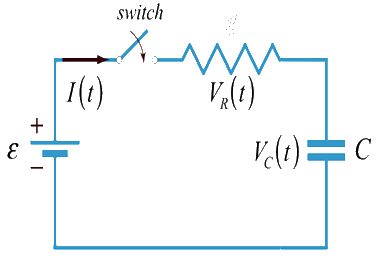 switch
I(t)
V_R(t)
+
ε
−
V_C(t)
C